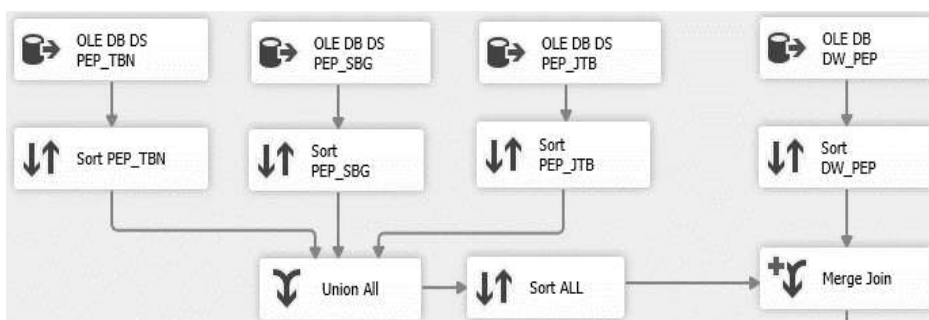 OLE DB DS
PEP_TBN
OLE DB DS
PEP_SBG
OLE DB DS
PEP_JTB
OLE DB
DW_PEP
Sort PEP_TBN
Sort
PEP_SBG
Sort
PEP_JTB
Sort
DW_PEP
Union All
Sort ALL
Merge Join